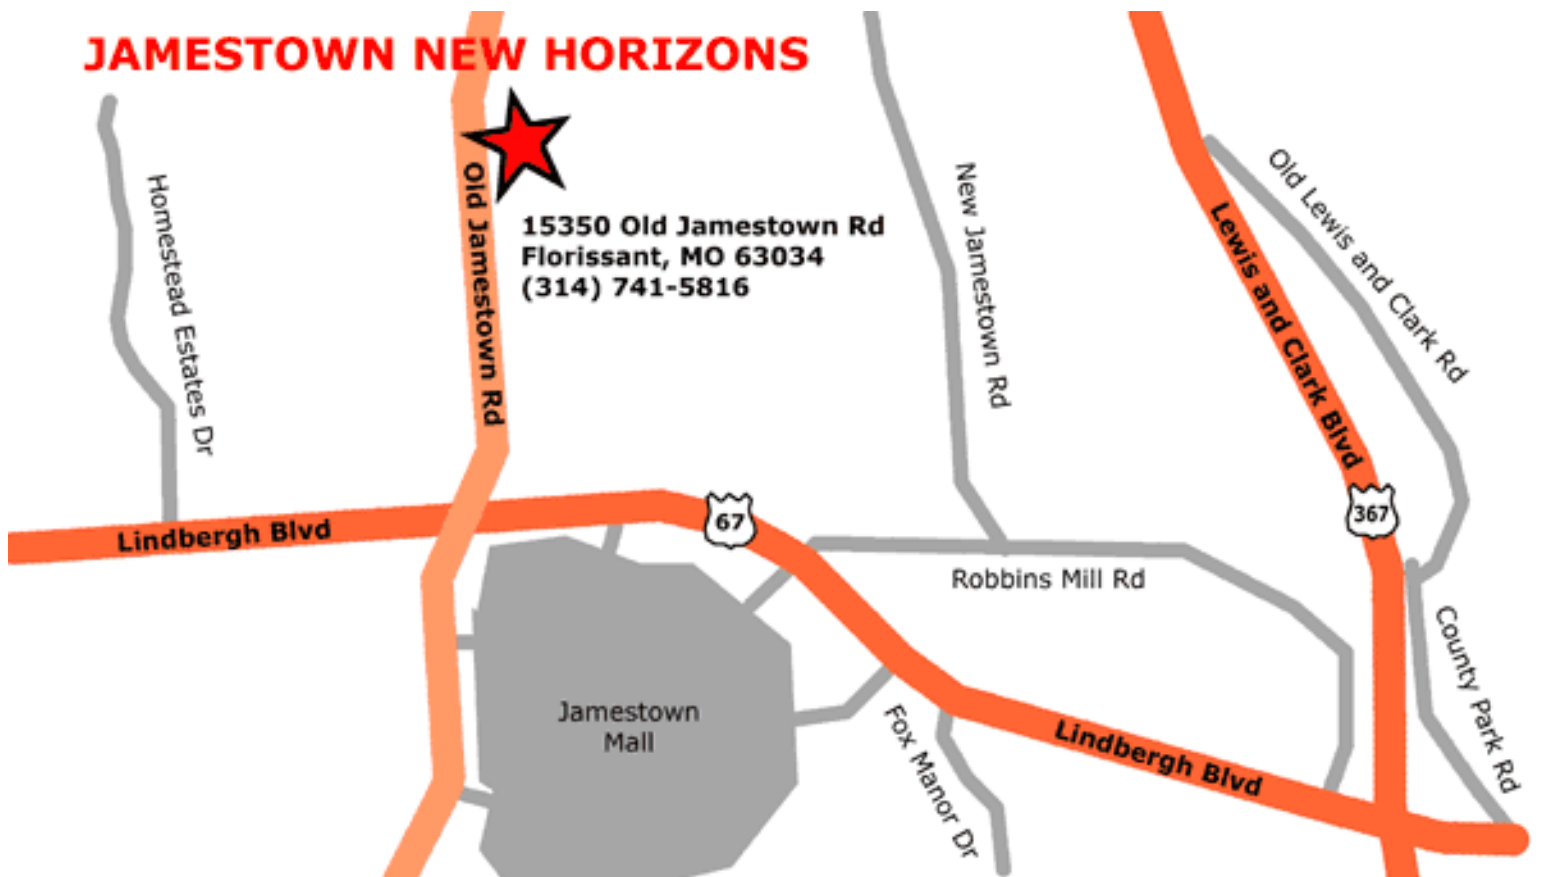 JAMESTOWN NEW HORIZONS
15350 Old Jamestown Rd
Florissant, MO 63034
(314) 741-5816
Homestead Estates Dr
Old Jamestown Rd
New Jamestown Rd
Old Lewis and Clark Rd
Lewis and Clark Blvd
367
67
Lindbergh Blvd
Robbins Mill Rd
County Park Rd
Jamestown
Mall
Fox Manor Dr
Lindbergh Blvd